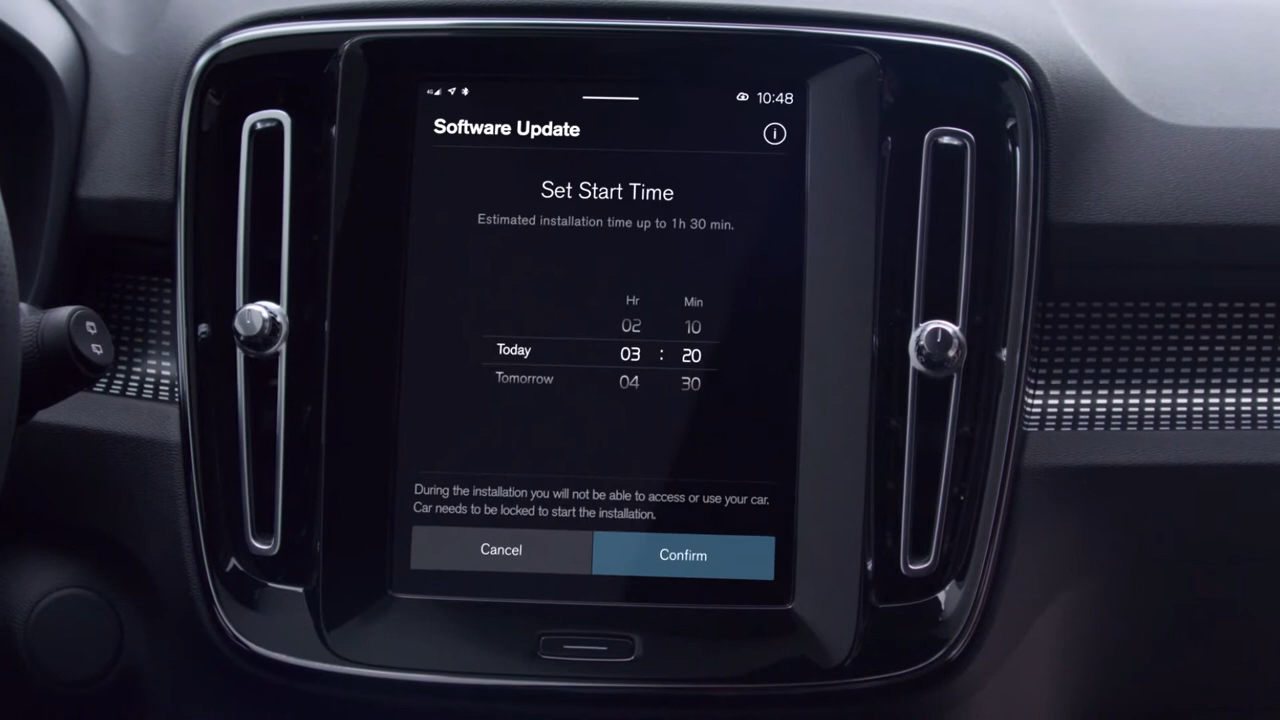 4G 10:48
Software Update
Set Start Time
Estimated installation time up to 1h 30 min.
Hr Min
02 10
Today 03 : 20
Tomorrow 04 30
During the installation you will not be able to access or use your car.
Car needs to be locked to start the installation.
Cancel Confirm